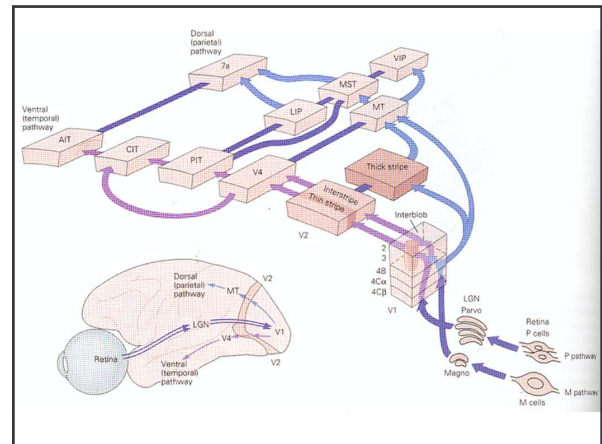 Dorsal
(parietal)
pathway
7a
VIP
MST
MT
LIP
Ventral
(temporal)
pathway
AIT
CIT
PIT
V4
Thick stripe
Interstripe
Thin stripe
V2
Interblob
2
3
4B
4Cα
4Cβ
V1
LGN
Parvo
Retina
P cells
P pathway
Magno
M cells
M pathway
Dorsal
(parietal)
pathway
MT
V2
LGN
V1
V4
V2
Retina
Ventral
(temporal)
pathway